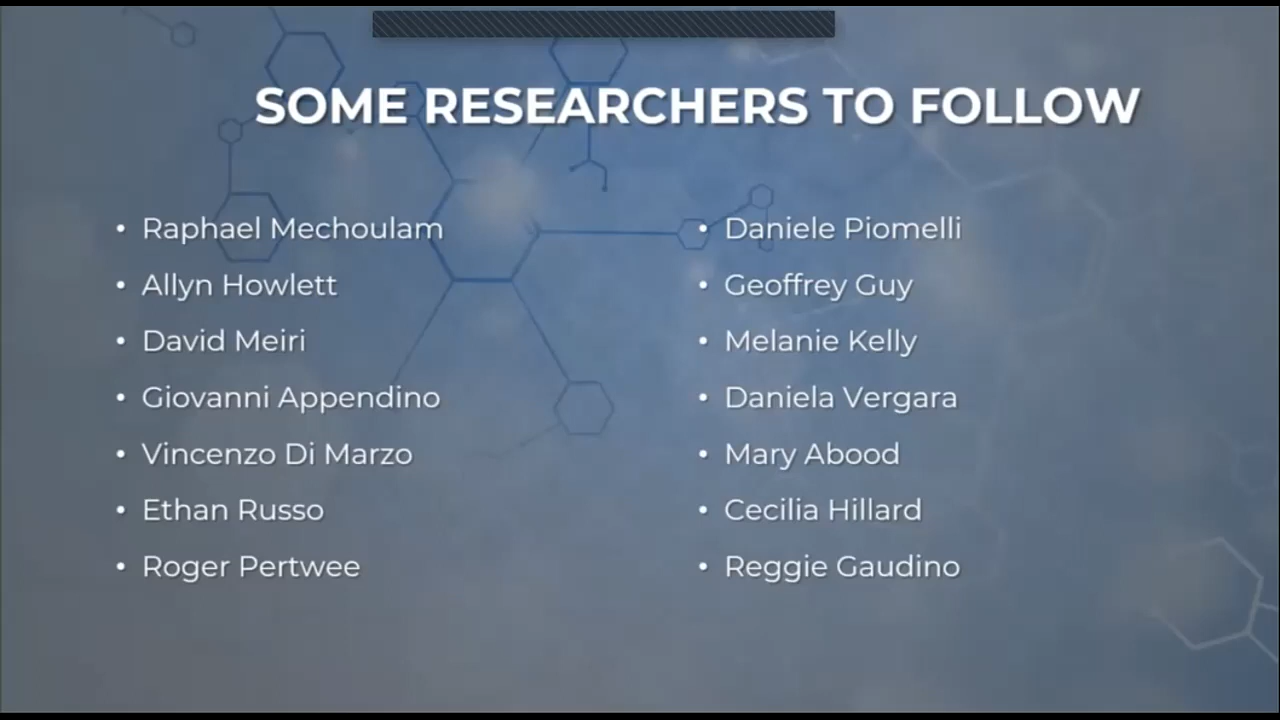 SOME RESEARCHERS TO FOLLOW
• Raphael Mechoulam
• Allyn Howlett
• David Meiri
• Giovanni Appendino
• Vincenzo Di Marzo
• Ethan Russo
• Roger Pertwee
• Daniele Piomelli
• Geoffrey Guy
• Melanie Kelly
• Daniela Vergara
• Mary Abood
• Cecilia Hillard
• Reggie Gaudino